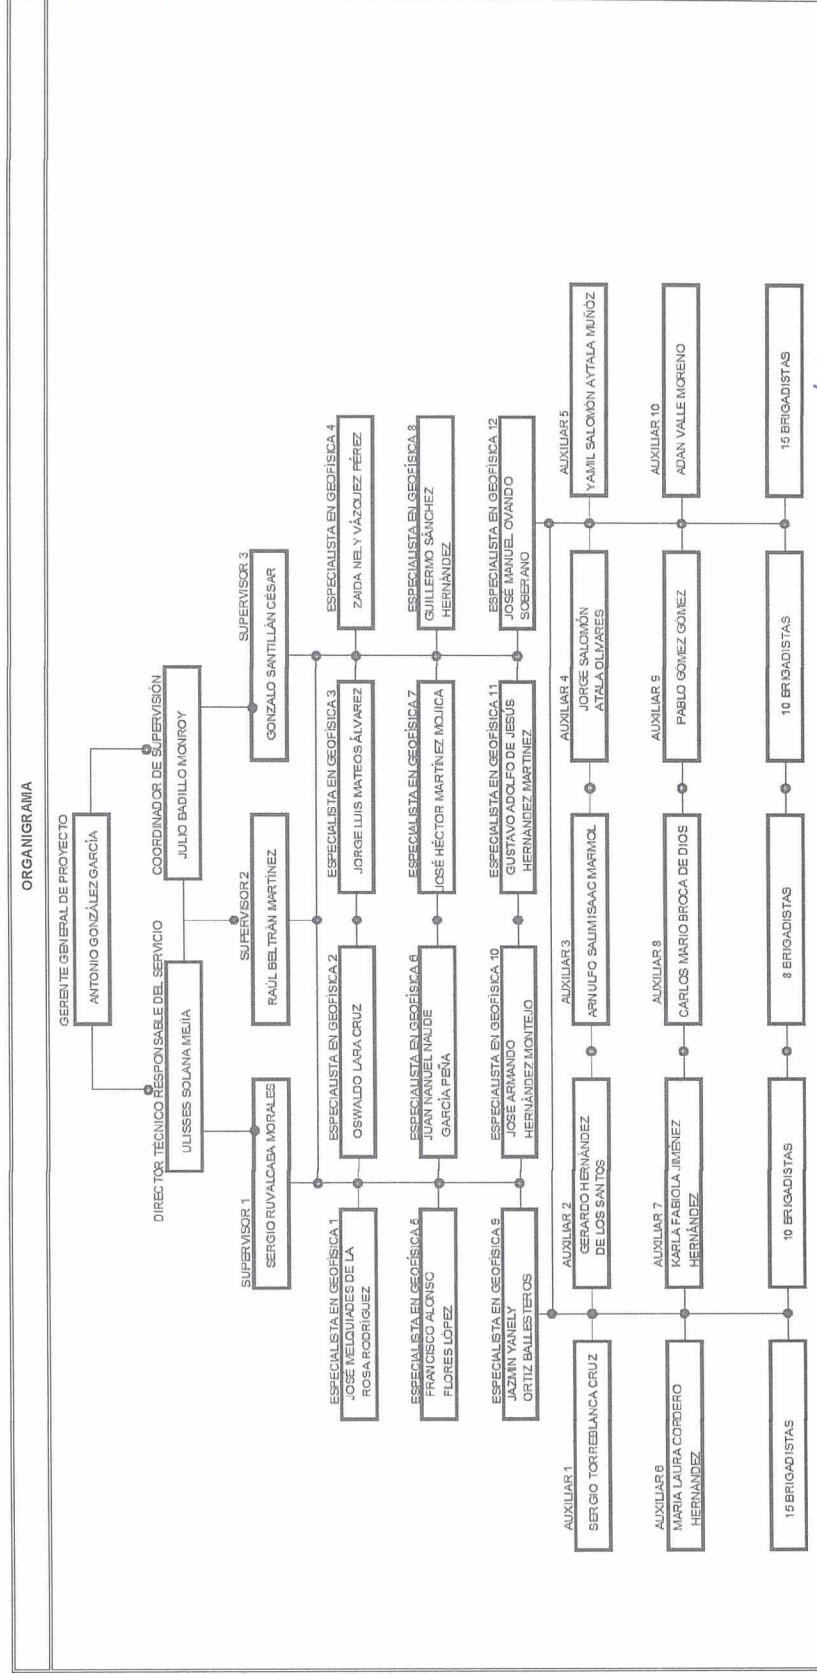 ORGANIGRAMA
GERENTE GENERAL DE PROYECTO
ANTONIO GONZÁLEZ GARCÍA
DIRECTOR TÉCNICO RESPONSABLE DEL SERVICIO
ULISSES SOLANA MEJÍA
COORDINADOR DE SUPERVISIÓN
JULIO BADILLO MONROY
SUPERVISOR 1
SERGIO RUVALCABA MORALES
SUPERVISOR 2
RAÚL BELTRÁN MARTÍNEZ
SUPERVISOR 3
GONZALO SANTILLÁN CÉSAR
ESPECIALISTA EN GEOFÍSICA 1
JOSÉ MELQUIADES DE LA
ROSA RODRÍGUEZ
ESPECIALISTA EN GEOFÍSICA 2
OSWALDO LARA CRUZ
ESPECIALISTA EN GEOFÍSICA 3
JORGE LUIS MATEOS ÁLVAREZ
ESPECIALISTA EN GEOFÍSICA 4
ZAIDA NELY VÁZQUEZ PÉREZ
ESPECIALISTA EN GEOFÍSICA 5
FRANCISCO ALONSO
FLORES LÓPEZ
ESPECIALISTA EN GEOFÍSICA 6
JUAN NANUEL NAUDE
GARCÍA PEÑA
ESPECIALISTA EN GEOFÍSICA 7
JOSÉ HÉCTOR MARTÍNEZ MOJICA
ESPECIALISTA EN GEOFÍSICA 8
GUILLERMO SÁNCHEZ
HERNÁNDEZ
ESPECIALISTA EN GEOFÍSICA 9
JAZMÍN YANELY
ORTIZ BALLESTEROS
ESPECIALISTA EN GEOFÍSICA 10
JOSÉ ARMANDO
HERNÁNDEZ MONTEJO
ESPECIALISTA EN GEOFÍSICA 11
GUSTAVO ADOLFO DE JESÚS
HERNÁNDEZ MARTINEZ
ESPECIALISTA EN GEOFÍSICA 12
JOSÉ MANUEL OVANDO
SOBERANO
AUXILIAR 1
SERGIO TORREBLANCA CRUZ
AUXILIAR 2
GERARDO HERNÁNDEZ
DE LOS SANTOS
AUXILIAR 3
ARNULFO SALIM ISAAC MARMOL
AUXILIAR 4
JORGE SALOMÓN
ATALA OLIVARES
AUXILIAR 5
YAMIL SALOMÓN AYTALA MUÑÓZ
AUXILIAR 6
MARIA LAURA CORDERO
HERNÁNDEZ
AUXILIAR 7
KARLA FABIOLA JIMÉNEZ
HERNÁNDEZ
AUXILIAR 8
CARLOS MARIO BROCA DE DIOS
AUXILIAR 9
PABLO GÓMEZ GÓMEZ
AUXILIAR 10
ADAN VALLE MORENO
15 BRIGADISTAS
10 BRIGADISTAS
8 BRIGADISTAS
10 BRIGADISTAS
15 BRIGADISTAS